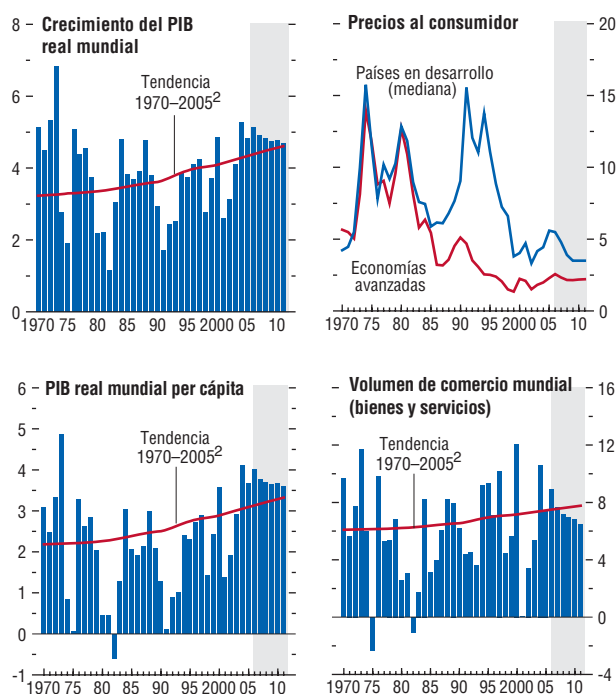 Crecimiento del PIB
real mundial
Tendencia
1970–2005²
8
6
4
2
0
1970 75 80 85 90 95 2000 05 10
Precios al consumidor
Países en desarrollo
(mediana)
Economías
avanzadas
20
15
10
5
0
1970 75 80 85 90 95 2000 05 10
PIB real mundial per cápita
Tendencia
1970–2005²
6
5
4
3
2
1
0
-1
1970 75 80 85 90 95 2000 05 10
Volumen de comercio mundial
(bienes y servicios)
Tendencia
1970–2005²
16
12
8
4
0
-4
1970 75 80 85 90 95 2000 05 10